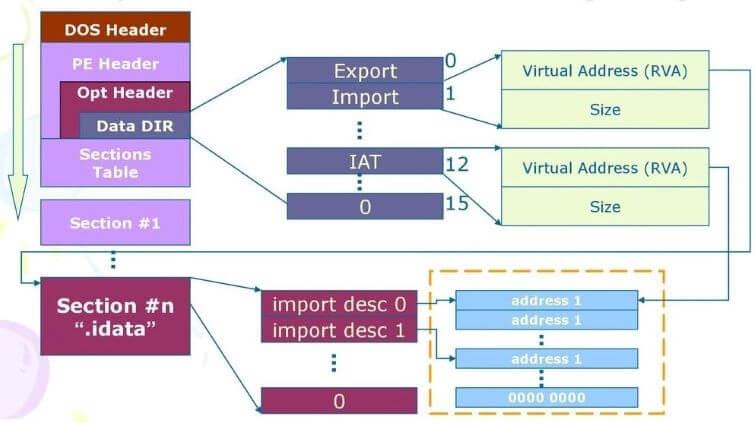 DOS Header
PE Header
Opt Header
Data DIR
Sections
Table
Section #1
Section #n
“.idata”
Export
0
Import
1
IAT
12
0
15
Virtual Address (RVA)
Size
Virtual Address (RVA)
Size
import desc 0
import desc 1
0
address 1
address 1
address 1
0000 0000